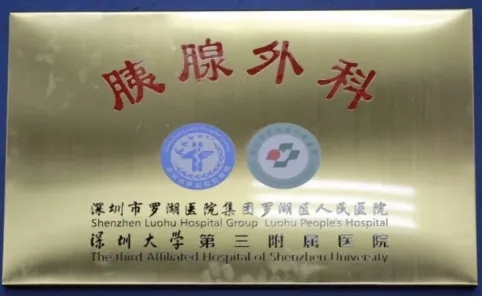 胰腺外科
深圳市罗湖医院集团罗湖区人民医院
Shenzhen Luohu Hospital Group Luohu People's Hospital
深圳大学第三附属医院
The third Affiliated Hospital of Shenzhen University